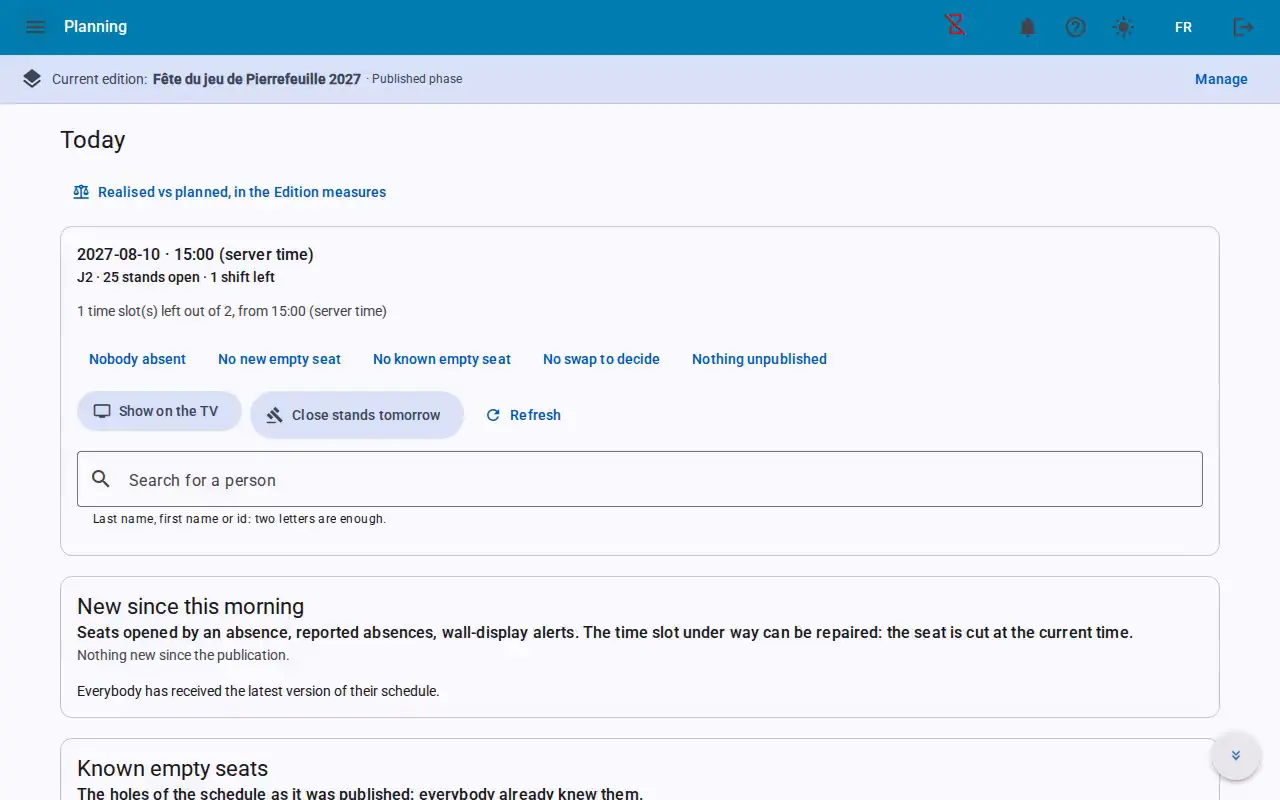 Planning
FR
Current edition: Fête du jeu de Pierrefeuille 2027 · Published phase
Manage
Today
Realised vs planned, in the Edition measures
2027-08-10 · 15:00 (server time)
J2 · 25 stands open · 1 shift left
1 time slot(s) left out of 2, from 15:00 (server time)
Nobody absent No new empty seat No known empty seat No swap to decide Nothing unpublished
Show on the TV Close stands tomorrow Refresh
Search for a person
Last name, first name or id: two letters are enough.
New since this morning
Seats opened by an absence, reported absences, wall-display alerts. The time slot under way can be repaired: the seat is cut at the current time.
Nothing new since the publication.
Everybody has received the latest version of their schedule.
Known empty seats
The holes of the schedule as it was published: everybody already knew them.